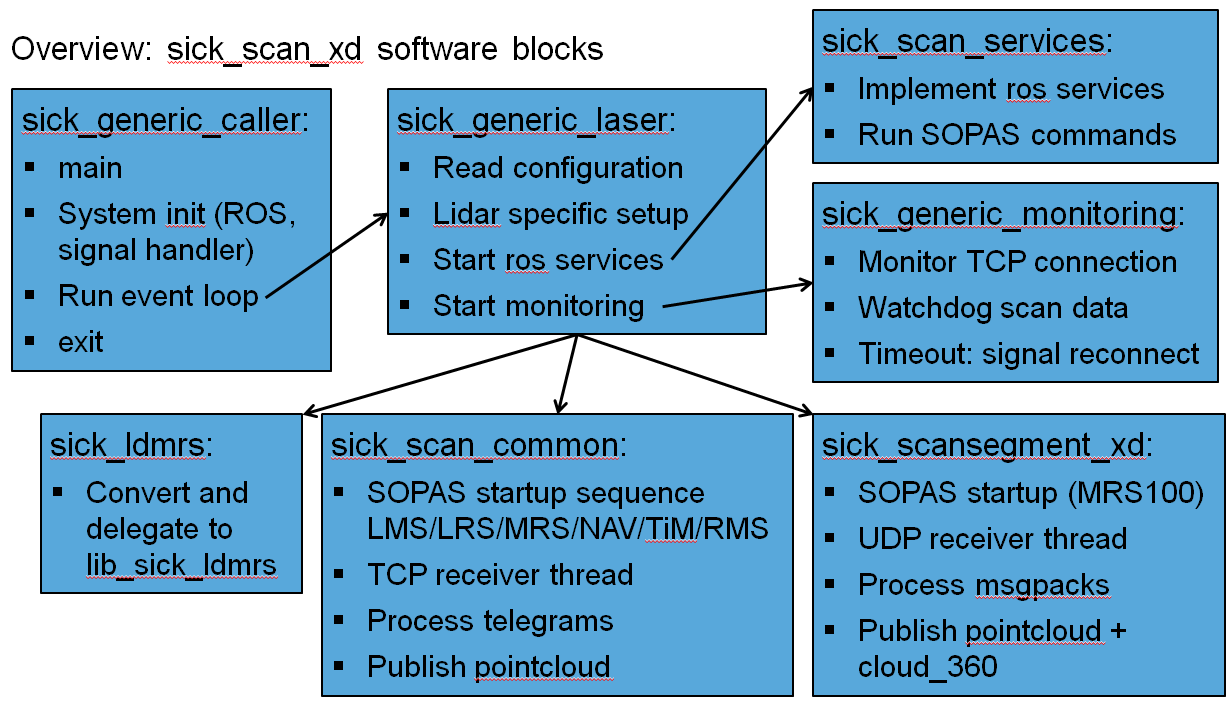 Overview: sick_scan_xd software blocks
sick_generic_caller:
▪ main
▪ System init (ROS,
signal handler)
▪ Run event loop
▪ exit
sick_generic_laser:
▪ Read configuration
▪ Lidar specific setup
▪ Start ros services
▪ Start monitoring
sick_scan_services:
▪ Implement ros services
▪ Run SOPAS commands
sick_generic_monitoring:
▪ Monitor TCP connection
▪ Watchdog scan data
▪ Timeout: signal reconnect
sick_ldmrs:
▪ Convert and
delegate to
lib_sick_ldmrs
sick_scan_common:
▪ SOPAS startup sequence
LMS/LRS/MRS/NAV/TiM/RMS
▪ TCP receiver thread
▪ Process telegrams
▪ Publish pointcloud
sick_scansegment_xd:
▪ SOPAS startup (MRS100)
▪ UDP receiver thread
▪ Process msgpacks
▪ Publish pointcloud +
cloud_360